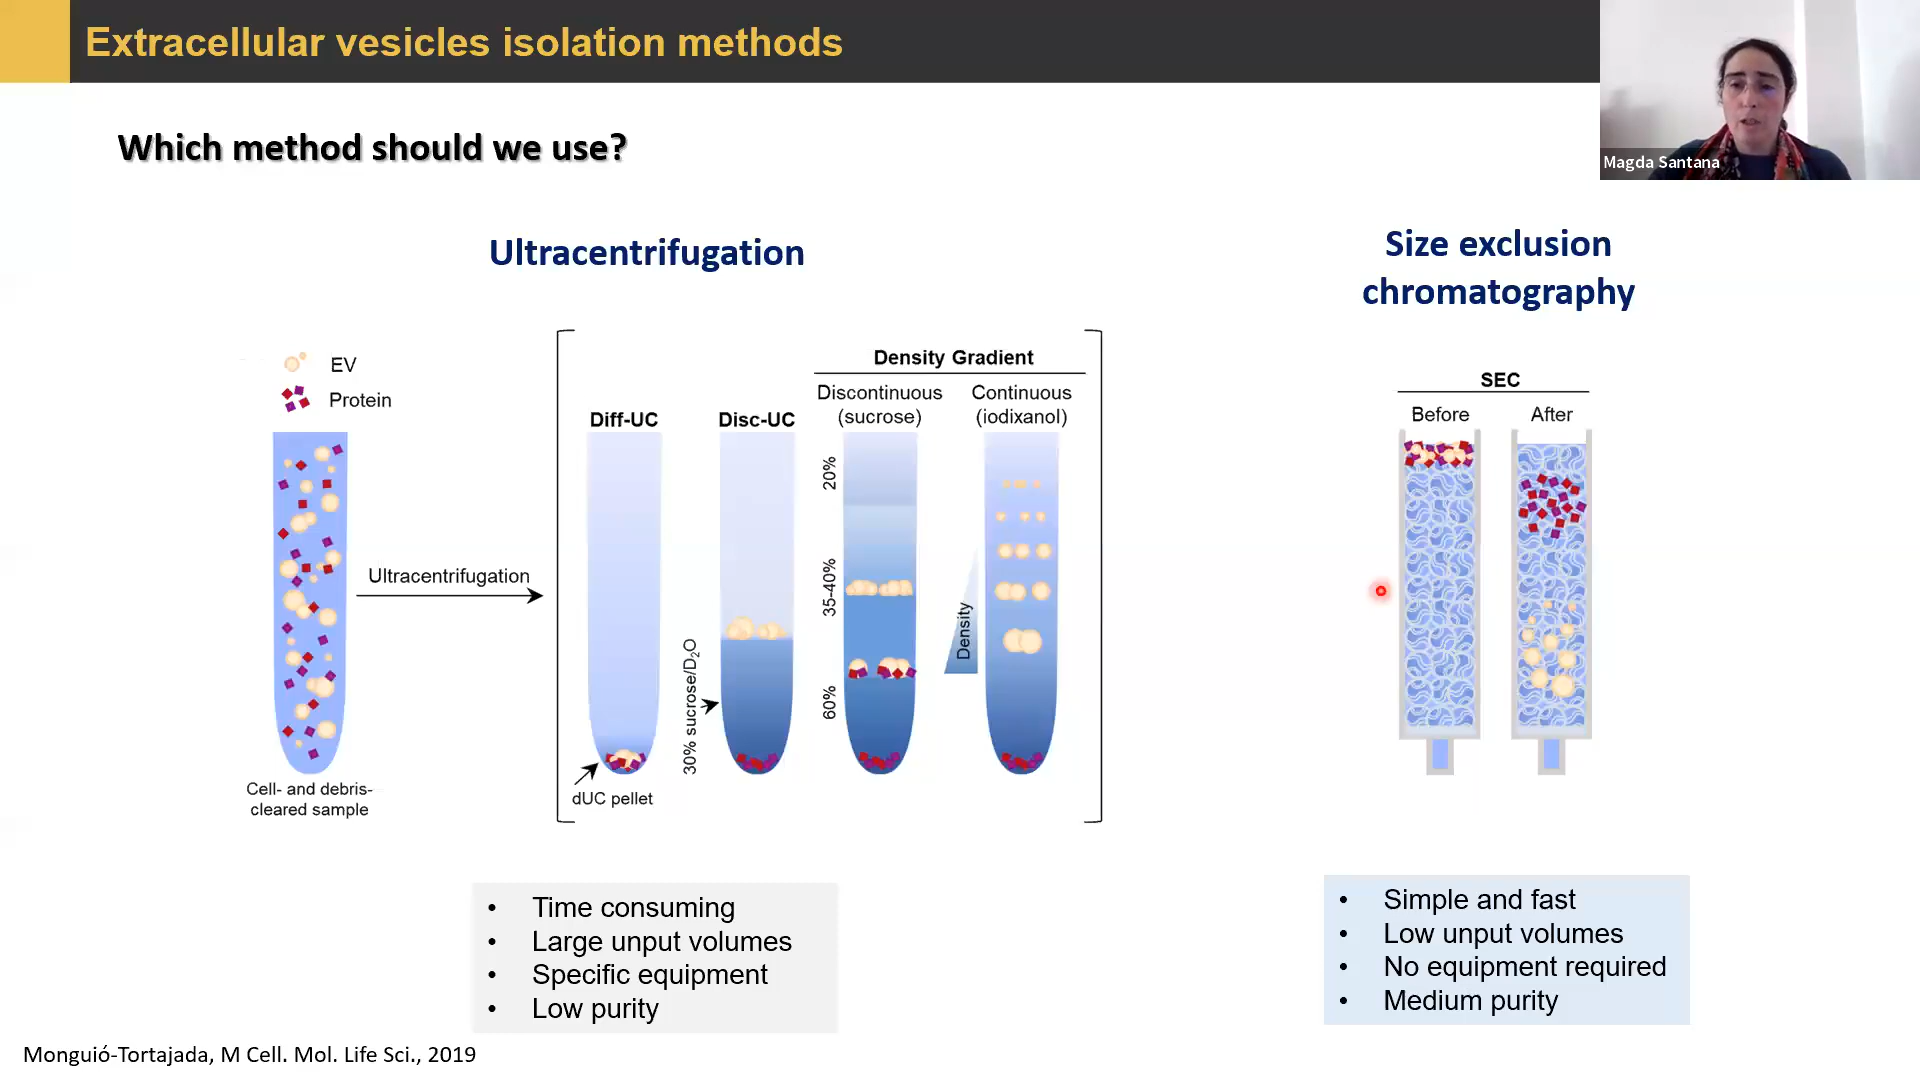 Extracellular vesicles isolation methods
Magda Santana
Which method should we use?
Ultracentrifugation
Size exclusion
chromatography
EV
Protein
Ultracentrifugation
Cell- and debris-
cleared sample
Diff-UC
dUC pellet
Disc-UC
30% sucrose/D₂O
Density Gradient
Discontinuous
(sucrose)
Continuous
(iodixanol)
20%
35-40%
60%
Density
SEC
Before
After
• Time consuming
• Large unput volumes
• Specific equipment
• Low purity
• Simple and fast
• Low unput volumes
• No equipment required
• Medium purity
Monguió-Tortajada, M Cell. Mol. Life Sci., 2019